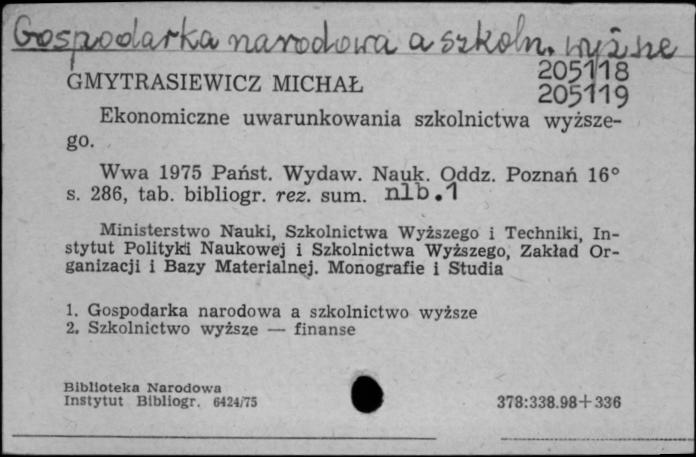 Gospodarka narodowa a szkoln. wyższe
205118
GMYTRASIEWICZ MICHAŁ
205119
Ekonomiczne uwarunkowania szkolnictwa wyższe-
go.
Wwa 1975 Państ. Wydaw. Nauk. Oddz. Poznań 16°
s. 286, tab. bibliogr. rez. sum. nlb.1
Ministerstwo Nauki, Szkolnictwa Wyższego i Techniki, In-
stytut Polityki Naukowej i Szkolnictwa Wyższego, Zakład Or-
ganizacji i Bazy Materialnej. Monografie i Studia
1. Gospodarka narodowa a szkolnictwo wyższe
2. Szkolnictwo wyższe — finanse
Biblioteka Narodowa
Instytut Bibliogr. 6424/75
378:338.98+336